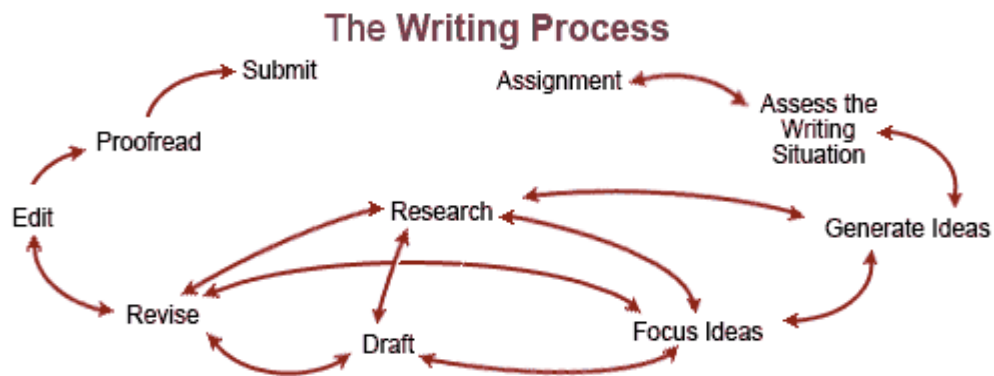 The Writing Process
Submit
Assignment
Assess the
Writing
Situation
Proofread
Edit
Research
Generate Ideas
Revise
Draft
Focus Ideas